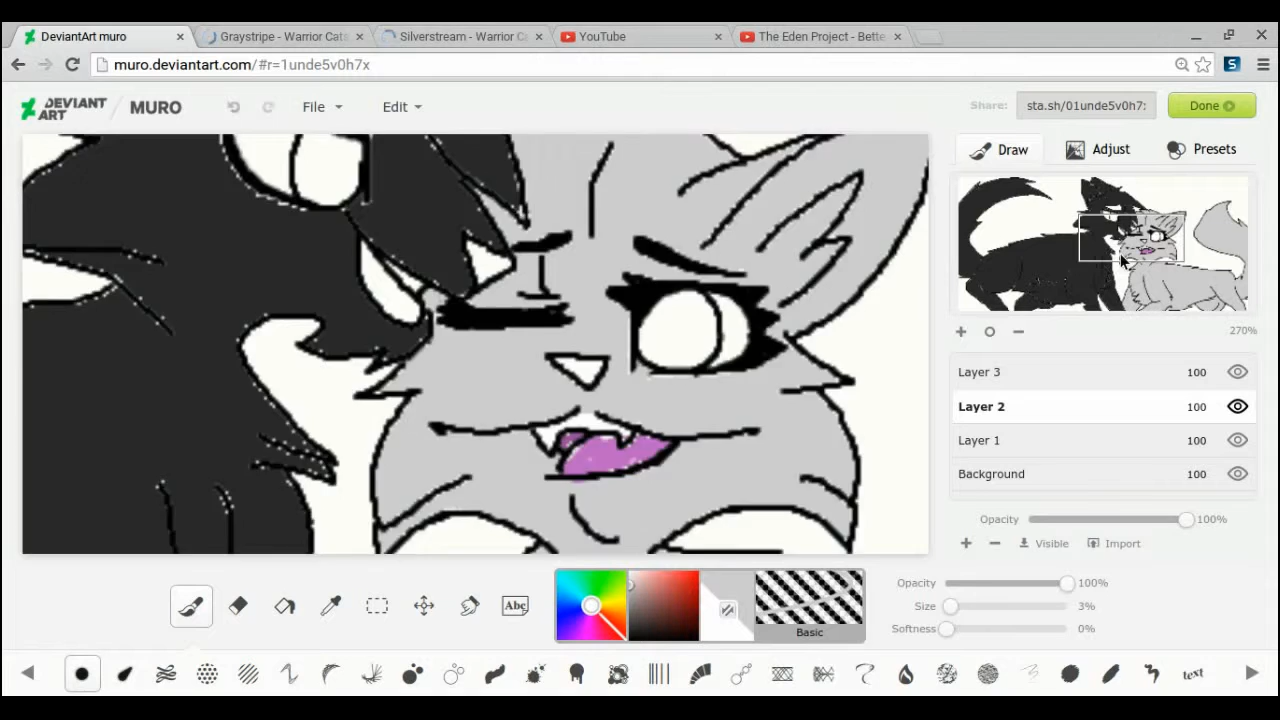 DeviantArt muro
Graystripe - Warrior Cats
Silverstream - Warrior Ca
YouTube
The Eden Project - Bette
muro.deviantart.com/#r=1unde5v0h7x
DEVIANT ART
MURO
File
Edit
Share:
sta.sh/01unde5v0h7:
Done
Draw
Adjust
Presets
270%
Layer 3 100
Layer 2 100
Layer 1 100
Background 100
Opacity 100%
Visible
Import
Abc
Basic
Opacity 100%
Size 3%
Softness 0%
text